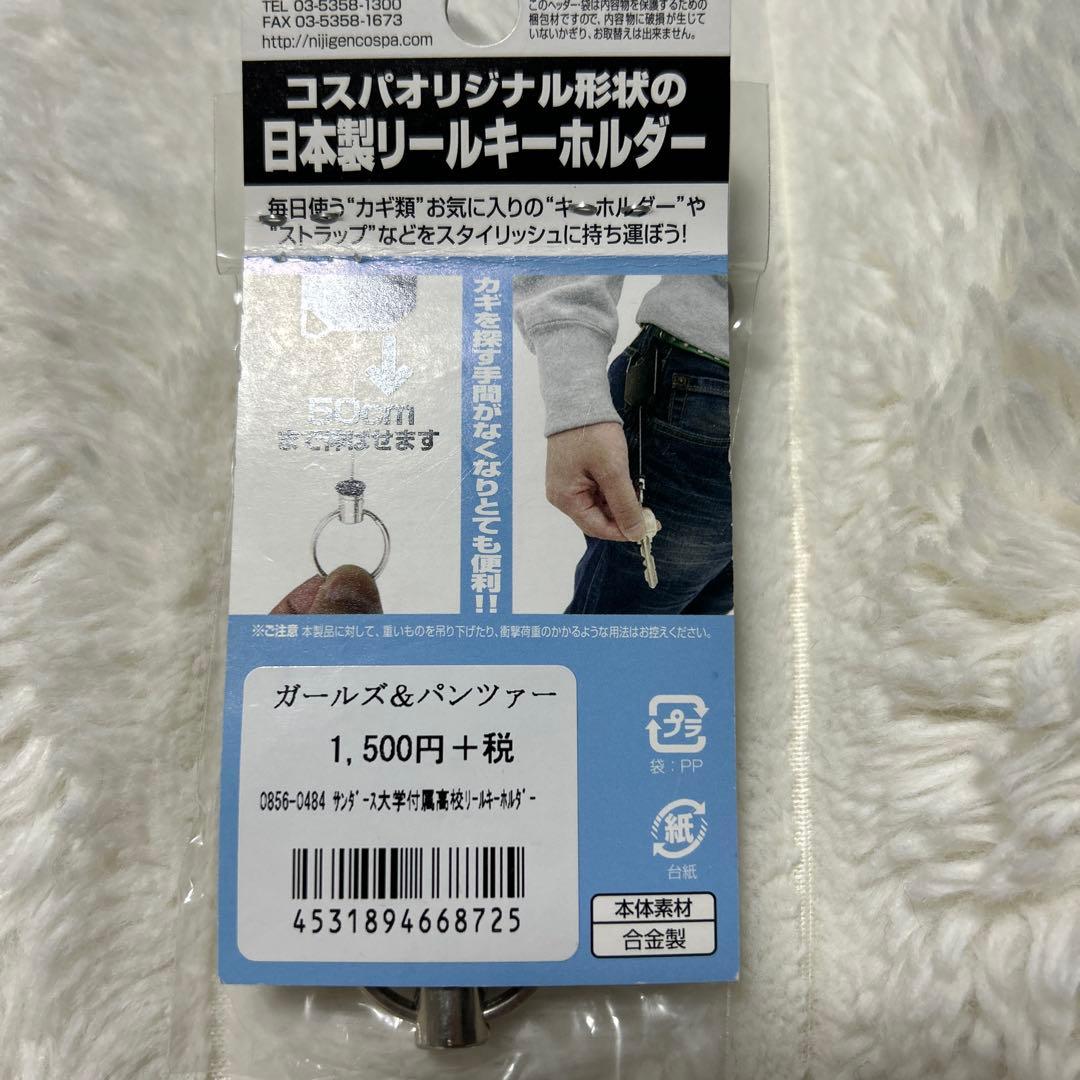 TEL 03-5358-1300
FAX 03-5358-1673
http://nijigencospa.com
このヘッダー・袋は内容物を保護するための
梱包材ですので、内容物に破損が生じて
いないかぎり、お取替えは出来ません。
コスパオリジナル形状の
日本製リールキーホルダー
毎日使う“カギ類”お気に入りの“キーホルダー”や
“ストラップ”などをスタイリッシュに持ち運ぼう!
カギを探す手間がなくなりとても便利!!
50cm
まで伸ばせます
※ご注意 本製品に対して、重いものを吊り下げたり、衝撃荷重のかかるような用法はお控えください。
ガールズ&パンツァー
1,500円+税
0856-0484 ｻﾝﾀﾞｰｽ大学付属高校ﾘｰﾙｷｰﾎﾙﾀﾞｰ
4531894668725
プラ
袋:PP
紙
台紙
本体素材
合金製